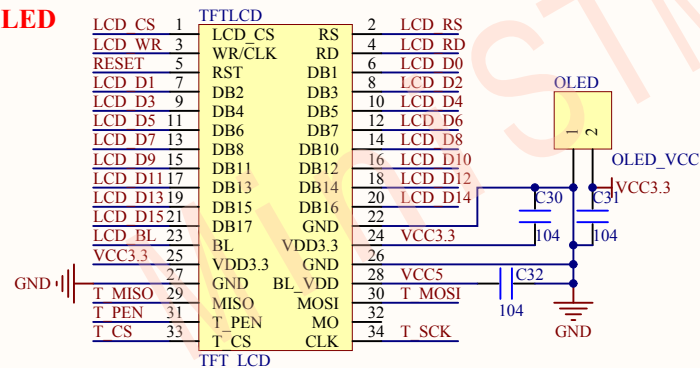 LED
TFTLCD
LCD_CS 1 LCD_CS RS 2 LCD_RS
LCD_WR 3 WR/CLK RD 4 LCD_RD
RESET 5 RST DB1 6 LCD_D0
LCD_D1 7 DB2 DB3 8 LCD_D2
LCD_D3 9 DB4 DB5 10 LCD_D4
LCD_D5 11 DB6 DB7 12 LCD_D6
LCD_D7 13 DB8 DB10 14 LCD_D8
LCD_D9 15 DB11 DB12 16 LCD_D10
LCD_D11 17 DB13 DB14 18 LCD_D12
LCD_D13 19 DB15 DB16 20 LCD_D14
LCD_D15 21 DB17 GND 22
LCD_BL 23 BL VDD3.3 24 VCC3.3
VCC3.3 25 VDD3.3 GND 26
GND 27 GND BL_VDD 28 VCC5
T_MISO 29 MISO MOSI 30 T_MOSI
T_PEN 31 T_PEN MO 32
T_CS 33 T_CS CLK 34 T_SCK
TFT_LCD
OLED
1 2
OLED_VCC
VCC3.3
C30 C31
104 104
C32
104
GND
MiniSTM